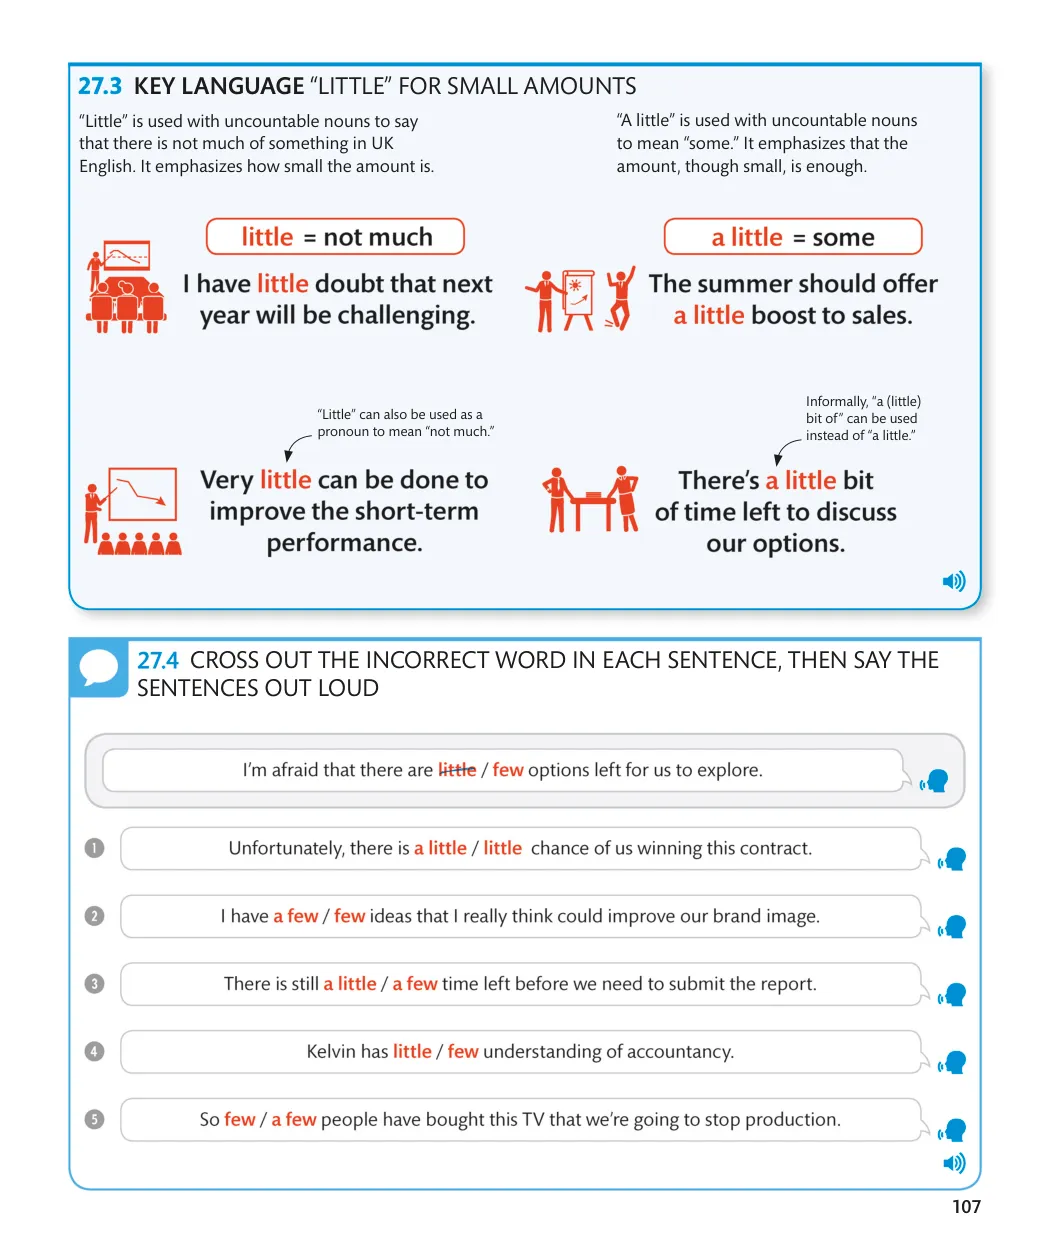 27.3 KEY LANGUAGE “LITTLE” FOR SMALL AMOUNTS
“Little” is used with uncountable nouns to say
that there is not much of something in UK
English. It emphasizes how small the amount is.
“A little” is used with uncountable nouns
to mean “some.” It emphasizes that the
amount, though small, is enough.
little = not much
I have little doubt that next
year will be challenging.
a little = some
The summer should offer
a little boost to sales.
“Little” can also be used as a
pronoun to mean “not much.”
Very little can be done to
improve the short-term
performance.
Informally, “a (little)
bit of” can be used
instead of “a little.”
There’s a little bit
of time left to discuss
our options.
27.4 CROSS OUT THE INCORRECT WORD IN EACH SENTENCE, THEN SAY THE
SENTENCES OUT LOUD
I’m afraid that there are little / few options left for us to explore.
1 Unfortunately, there is a little / little chance of us winning this contract.
2 I have a few / few ideas that I really think could improve our brand image.
3 There is still a little / a few time left before we need to submit the report.
4 Kelvin has little / few understanding of accountancy.
5 So few / a few people have bought this TV that we’re going to stop production.
107